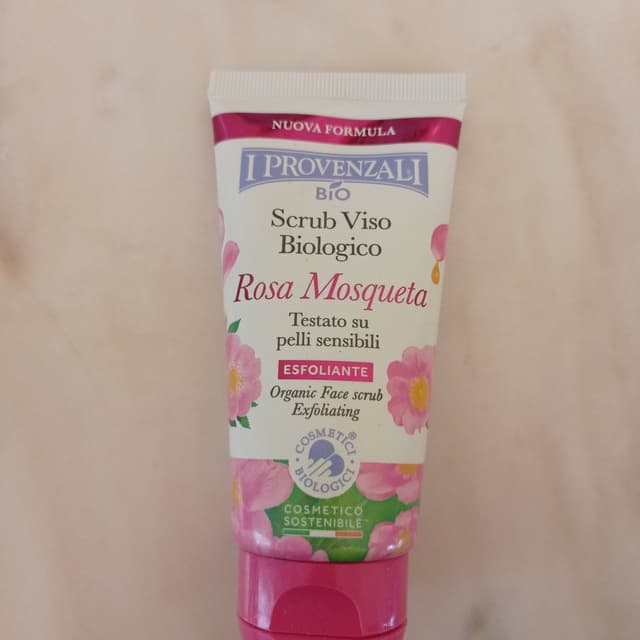 NUOVA FORMULA
I PROVENZALI
BIO
Scrub Viso
Biologico
Rosa Mosqueta
Testato su
pelli sensibili
ESFOLIANTE
Organic Face scrub
Exfoliating
COSMETICI®
BIOLOGICI
COSMETICO
SOSTENIBILE™